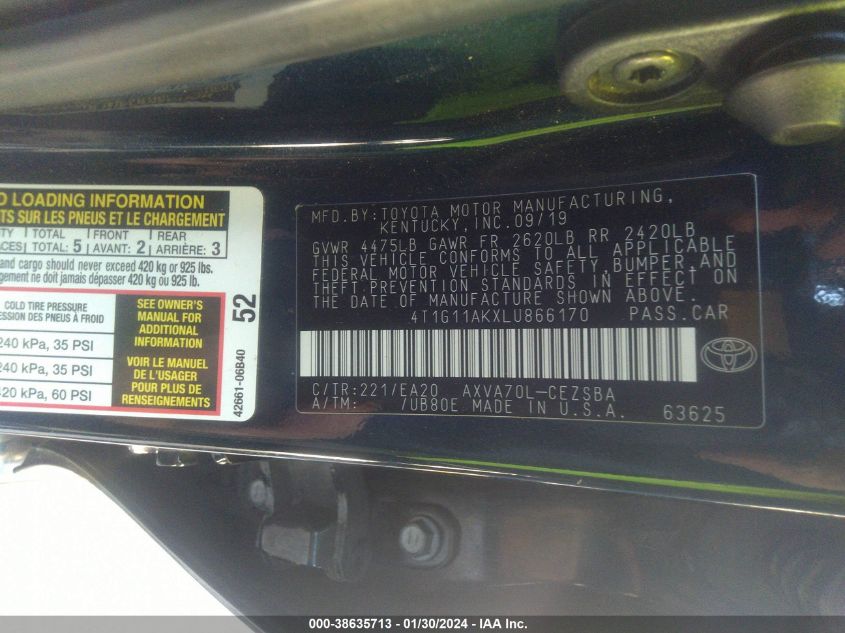 LOADING INFORMATION
TS SUR LES PNEUS ET LE CHARGEMENT
TOTAL FRONT REAR
TOTAL: 5 AVANT: 2 ARRIÈRE: 3
and cargo should never exceed 420 kg or 925 lbs.
ne doit jamais dépasser 420 kg ou 925 lb.
COLD TIRE PRESSURE
DES PNEUS À FROID
240 kPa, 35 PSI
240 kPa, 35 PSI
420 kPa, 60 PSI
SEE OWNER'S
MANUAL FOR
ADDITIONAL
INFORMATION
VOIR LE MANUEL
DE L'USAGER
POUR PLUS DE
RENSEIGNEMENTS
52
42661-06B40
MFD.BY:TOYOTA MOTOR MANUFACTURING,
KENTUCKY, INC.09/19
GVWR 4475LB GAWR FR 2620LB RR 2420LB
THIS VEHICLE CONFORMS TO ALL APPLICABLE
FEDERAL MOTOR VEHICLE SAFETY,BUMPER,AND
THEFT PREVENTION STANDARDS IN EFFECT ON
THE DATE OF MANUFACTURE SHOWN ABOVE.
4T1G11AKXLU866170 PASS.CAR
C/TR:221/EA20 AXVA70L-CEZSBA
A/TM: /UB80E MADE IN U.S.A. 63625
000-38635713 - 01/30/2024 - IAA Inc.